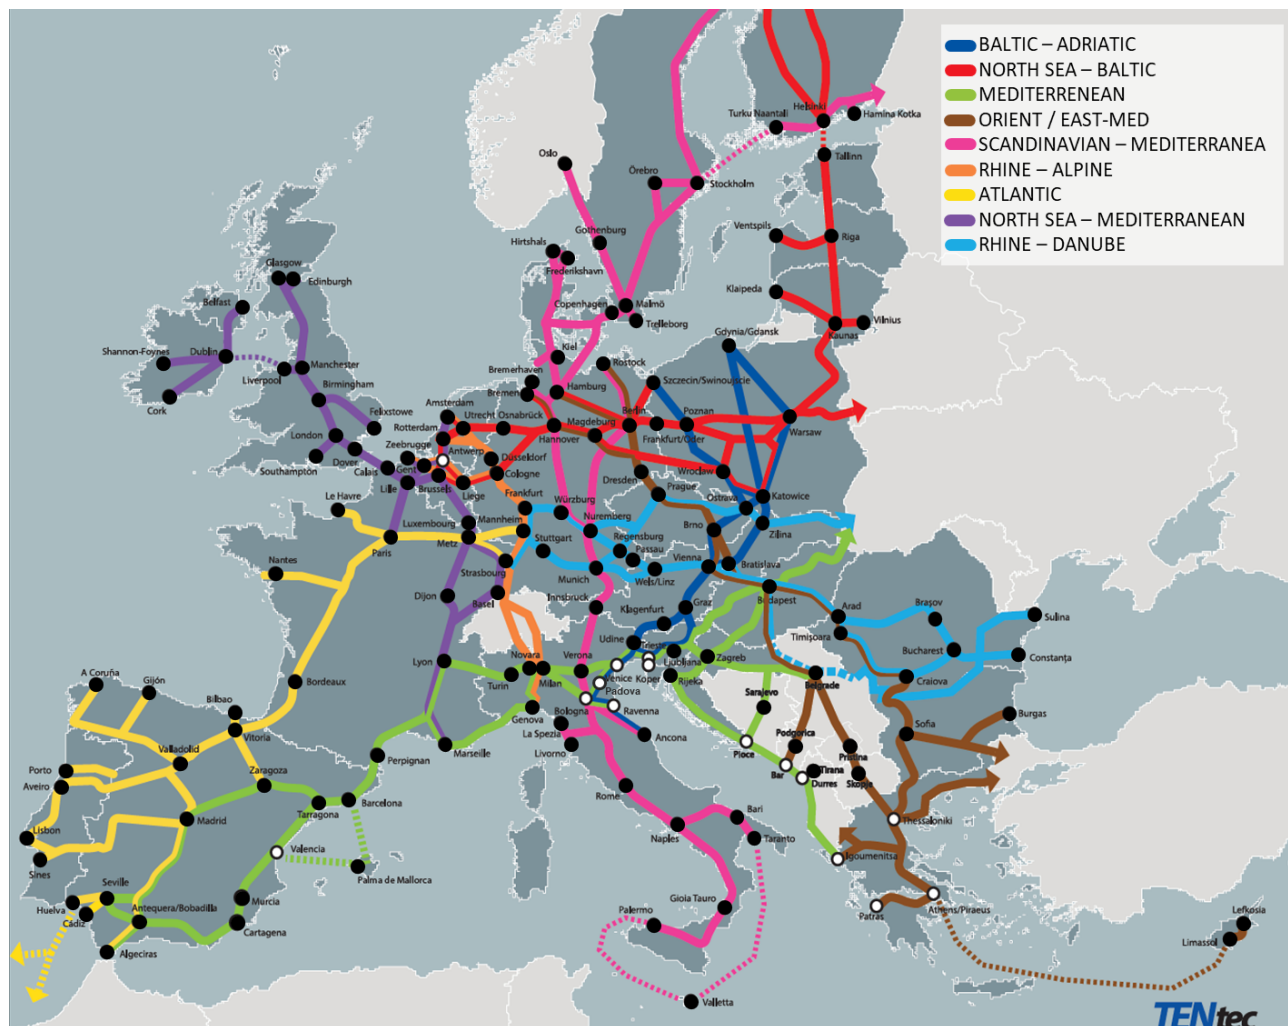 BALTIC – ADRIATIC
NORTH SEA – BALTIC
MEDITERRENEAN
ORIENT / EAST-MED
SCANDINAVIAN – MEDITERRANEA
RHINE – ALPINE
ATLANTIC
NORTH SEA – MEDITERRANEAN
RHINE – DANUBE
Helsinki
Turku Naantali
Hamina Kotka
Tallinn
Oslo
Örebro
Stockholm
Ventspils
Riga
Hirtshals
Gothenburg
Frederikshavn
Glasgow
Edinburgh
Klaipeda
Belfast
Copenhagen
Malmö
Trelleborg
Vilnius
Kaunas
Gdynia/Gdansk
Shannon-Foynes
Dublin
Manchester
Liverpool
Kiel
Rostock
Bremerhaven
Birmingham
Bremen
Hamburg
Szczecin/Swinoujscie
Cork
Felixstowe
Amsterdam
Utrecht
Osnabrück
Magdeburg
Berlin
Poznan
Rotterdam
Hannover
Frankfurt/Oder
Warsaw
London
Zeebrugge
Antwerp
Düsseldorf
Southampton
Dover
Calais
Gent
Cologne
Wroclaw
Lille
Brussels
Liege
Dresden
Le Havre
Frankfurt
Würzburg
Prague
Ostrava
Katowice
Luxembourg
Mannheim
Nuremberg
Brno
Zilina
Paris
Metz
Stuttgart
Regensburg
Passau
Vienna
Bratislava
Nantes
Strasbourg
Munich
Wels/Linz
Budapest
Dijon
Basel
Innsbruck
Klagenfurt
Graz
Arad
Braşov
Sulina
Udine
Trieste
Timişoara
Lyon
Novara
Verona
Ljubljana
Zagreb
Bucharest
Constanţa
Turin
Milan
Venice
Koper
Rijeka
Belgrade
Craiova
A Coruña
Gijón
Bordeaux
Padova
Sarajevo
Bilbao
Genova
Bologna
Ravenna
Burgas
Vitoria
La Spezia
Ancona
Podgorica
Sofia
Valladolid
Marseille
Livorno
Ploce
Pristina
Porto
Zaragoza
Perpignan
Bar
Tirana
Aveiro
Rome
Durres
Skopje
Barcelona
Tarragona
Bari
Madrid
Thessaloniki
Lisbon
Naples
Taranto
Valencia
Igoumenitsa
Sines
Palma de Mallorca
Seville
Murcia
Gioia Tauro
Huelva
Antequera/Bobadilla
Palermo
Patras
Athens/Piraeus
Lefkosia
Cádiz
Cartagena
Limassol
Algeciras
Valletta
TENtec